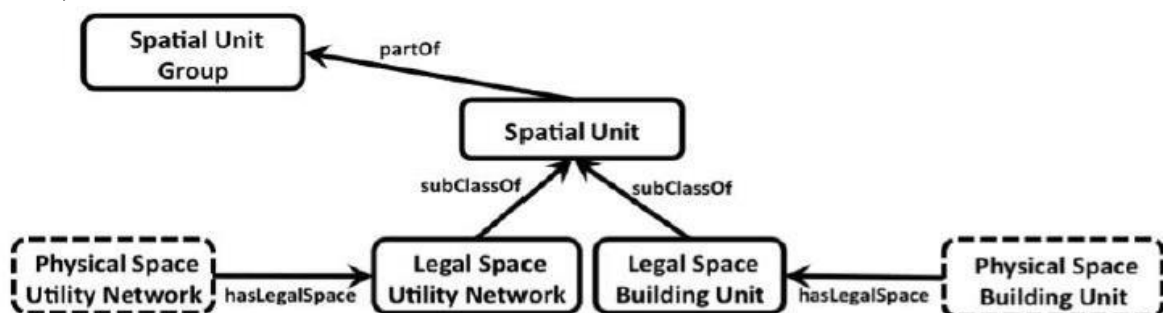 Spatial Unit
Group
partOf
Spatial Unit
subClassOf
subClassOf
Physical Space
Utility Network
hasLegalSpace
Legal Space
Utility Network
Legal Space
Building Unit
hasLegalSpace
Physical Space
Building Unit